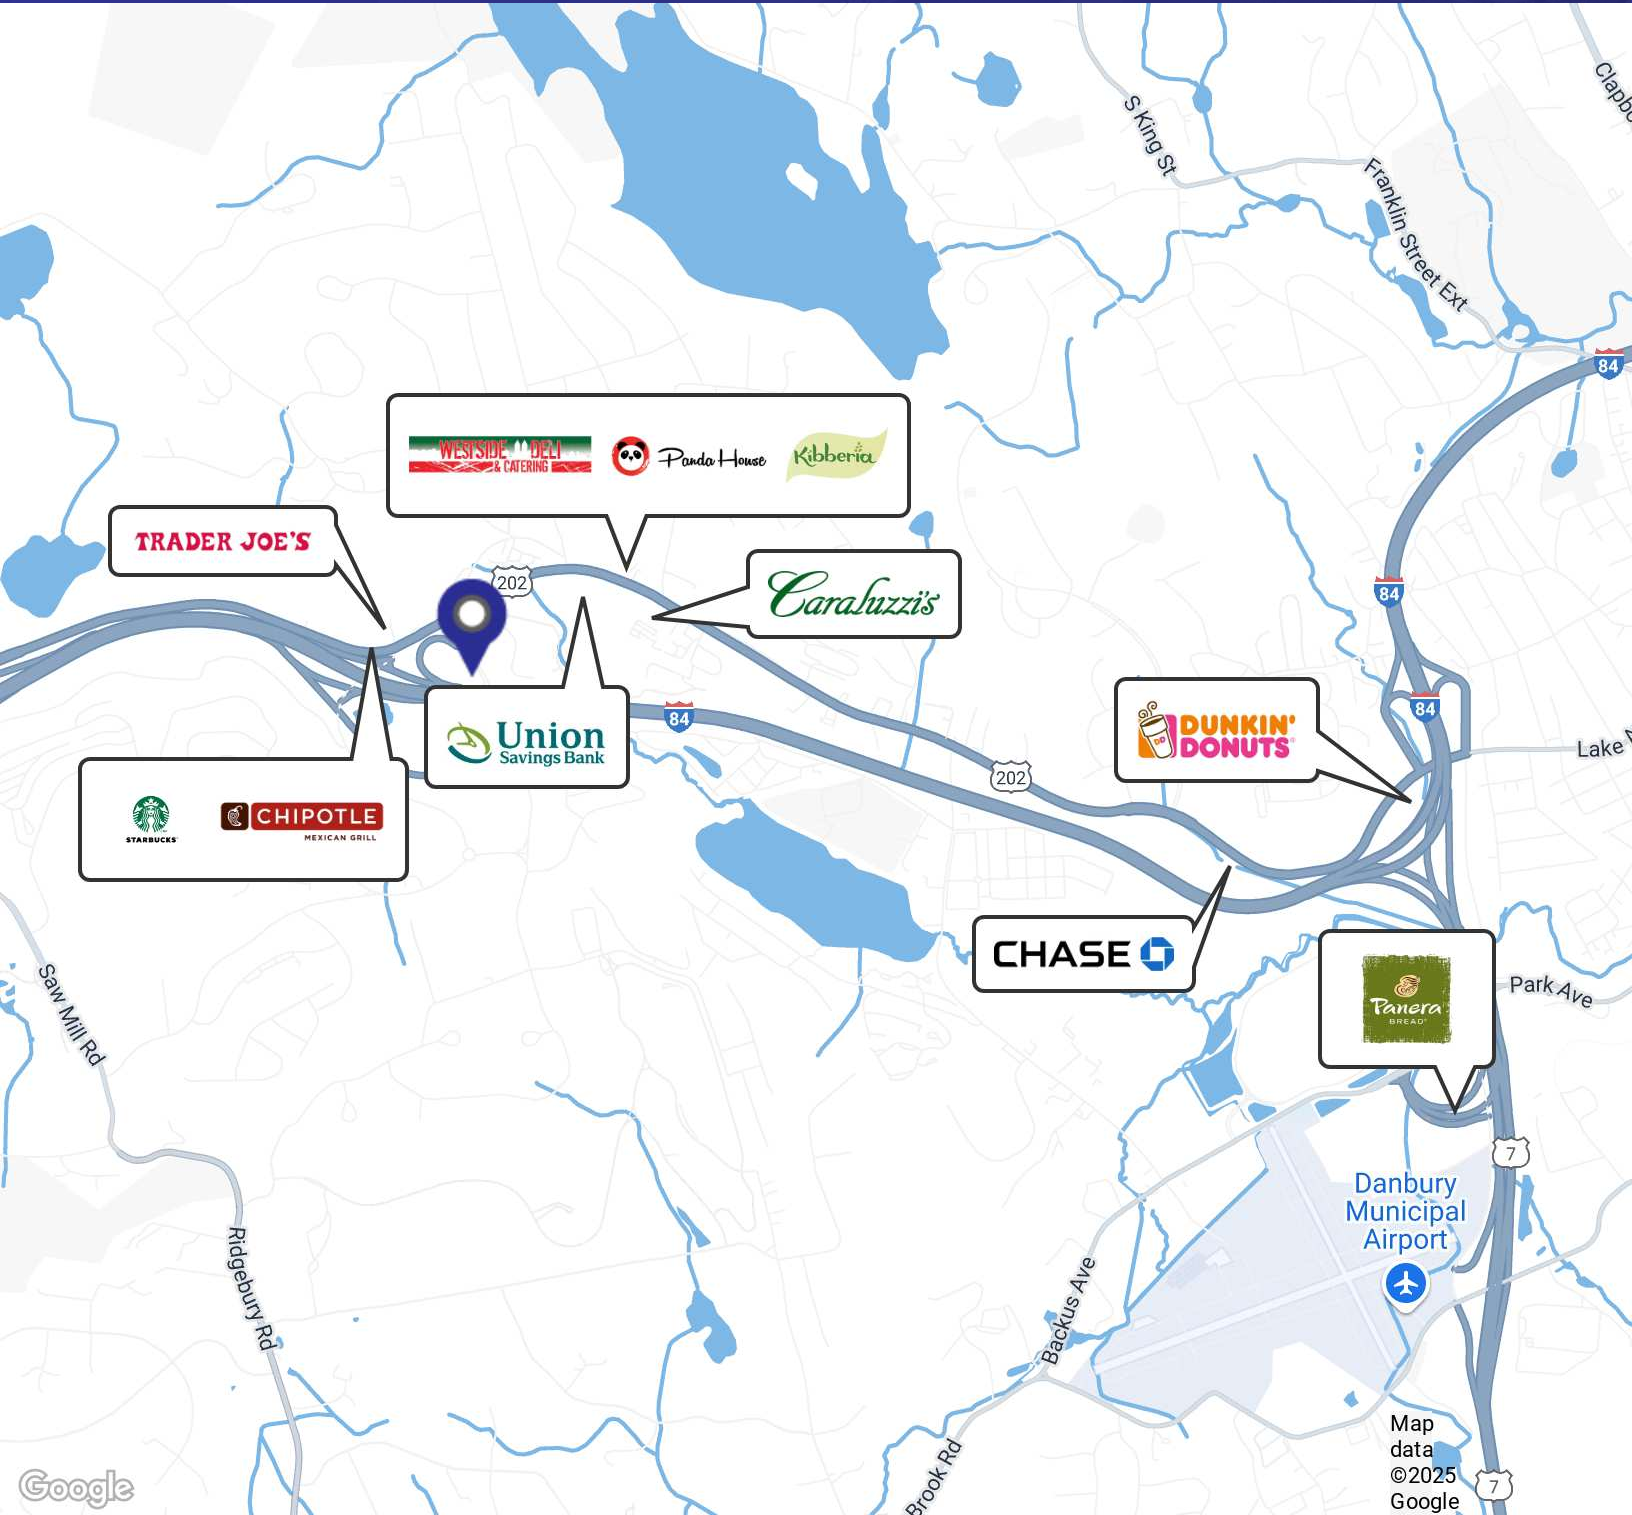 S King St
Clapbo
Franklin Street Ext
84
WESTSIDE DELI
& CATERING
Panda House
Kibberia
TRADER JOE'S
202
Caraluzzi's
84
84
84
Union
Savings Bank
DUNKIN'
DONUTS
DD
Lake
202
STARBUCKS
CHIPOTLE
MEXICAN GRILL
CHASE
Panera
BREAD
Park Ave
Saw Mill Rd
7
Danbury
Municipal
Airport
Ridgebury Rd
Backus Ave
Brook Rd
Map
data
©2025
Google
7
Google